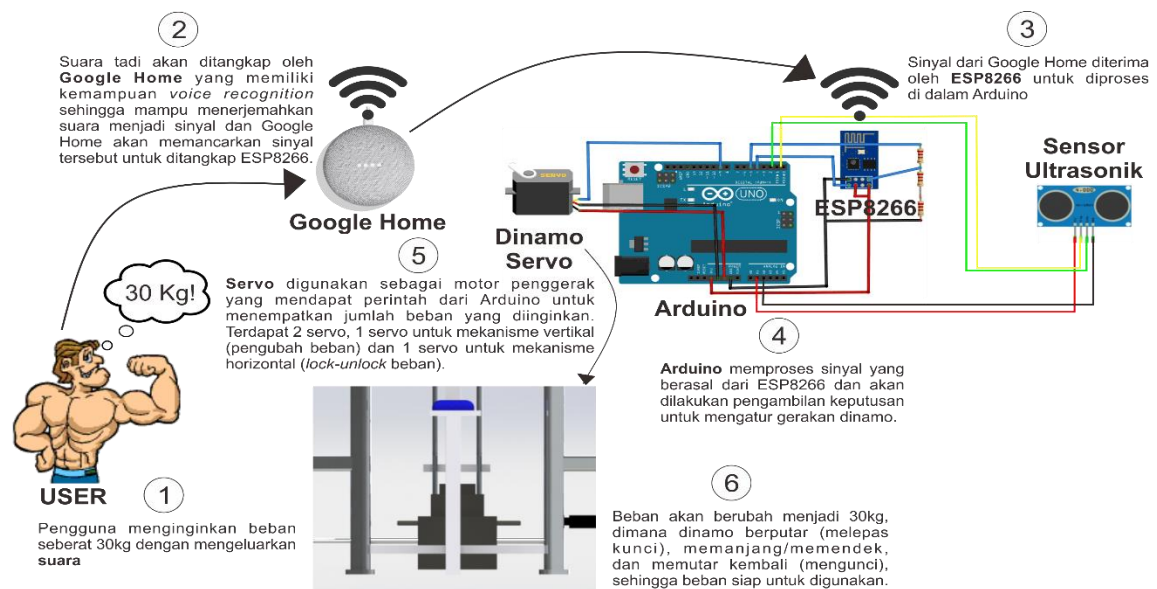 2
Suara tadi akan ditangkap oleh
Google Home yang memiliki
kemampuan voice recognition
sehingga mampu menerjemahkan
suara menjadi sinyal dan Google
Home akan memancarkan sinyal
tersebut untuk ditangkap ESP8266.
Google Home
3
Sinyal dari Google Home diterima
oleh ESP8266 untuk diproses
di dalam Arduino
Sensor
Ultrasonik
ESP8266
UNO
Dinamo
Servo
Arduino
30 Kg!
USER
1
Pengguna menginginkan beban
seberat 30kg dengan mengeluarkan
suara
5
Servo digunakan sebagai motor penggerak
yang mendapat perintah dari Arduino untuk
menempatkan jumlah beban yang diinginkan.
Terdapat 2 servo, 1 servo untuk mekanisme vertikal
(pengubah beban) dan 1 servo untuk mekanisme
horizontal (lock-unlock beban).
4
Arduino memproses sinyal yang
berasal dari ESP8266 dan akan
dilakukan pengambilan keputusan
untuk mengatur gerakan dinamo.
6
Beban akan berubah menjadi 30kg,
dimana dinamo berputar (melepas
kunci), memanjang/memendek,
dan memutar kembali (mengunci),
sehingga beban siap untuk digunakan.